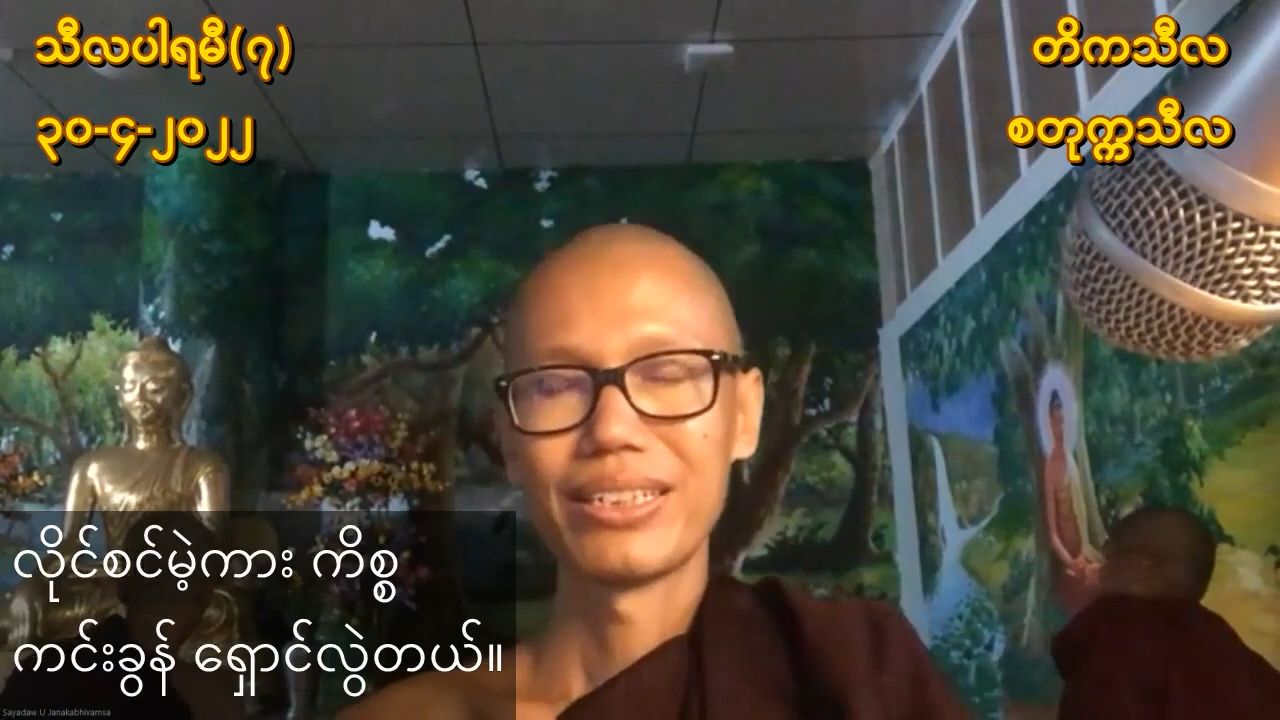 သီလပါရမီ(၇)
၃၀-၄-၂၀၂၂
တိကသီလ
စတုက္ကသီလ
လိုင်စင်မဲ့ကား ကိစ္စ
ကင်းခွန် ရှောင်လွဲတယ်။
Sayadaw U Janakabhivamsa